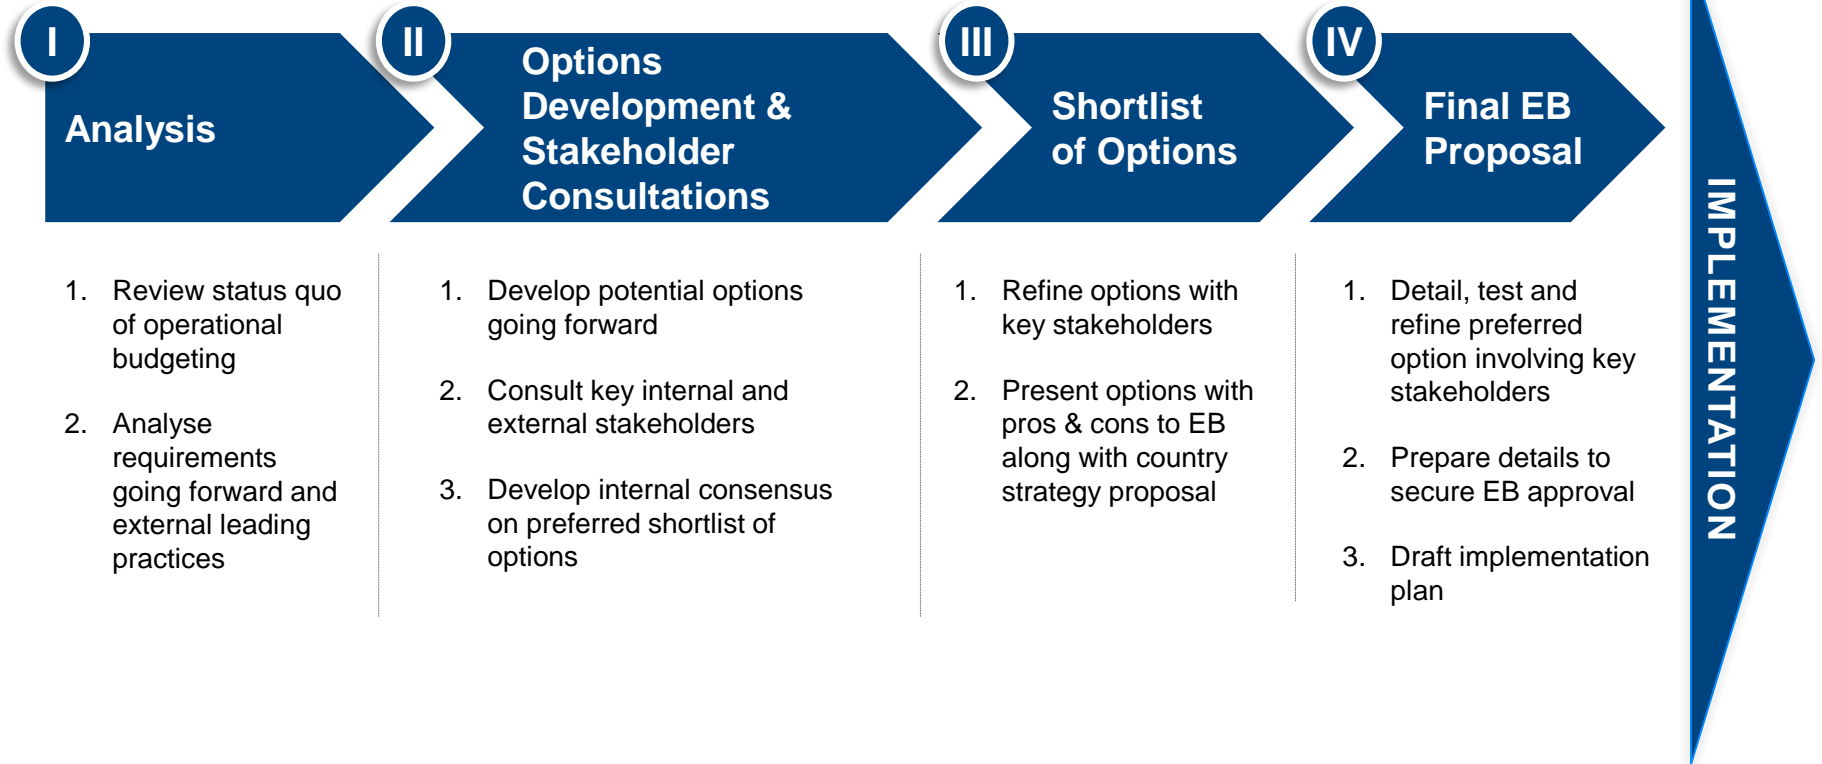 I
Analysis
1. Review status quo
of operational
budgeting
2. Analyse
requirements
going forward and
external leading
practices
II
Options
Development &
Stakeholder
Consultations
1. Develop potential options
going forward
2. Consult key internal and
external stakeholders
3. Develop internal consensus
on preferred shortlist of
options
III
Shortlist
of Options
1. Refine options with
key stakeholders
2. Present options with
pros & cons to EB
along with country
strategy proposal
IV
Final EB
Proposal
1. Detail, test and
refine preferred
option involving key
stakeholders
2. Prepare details to
secure EB approval
3. Draft implementation
plan
IMPLEMENTATION